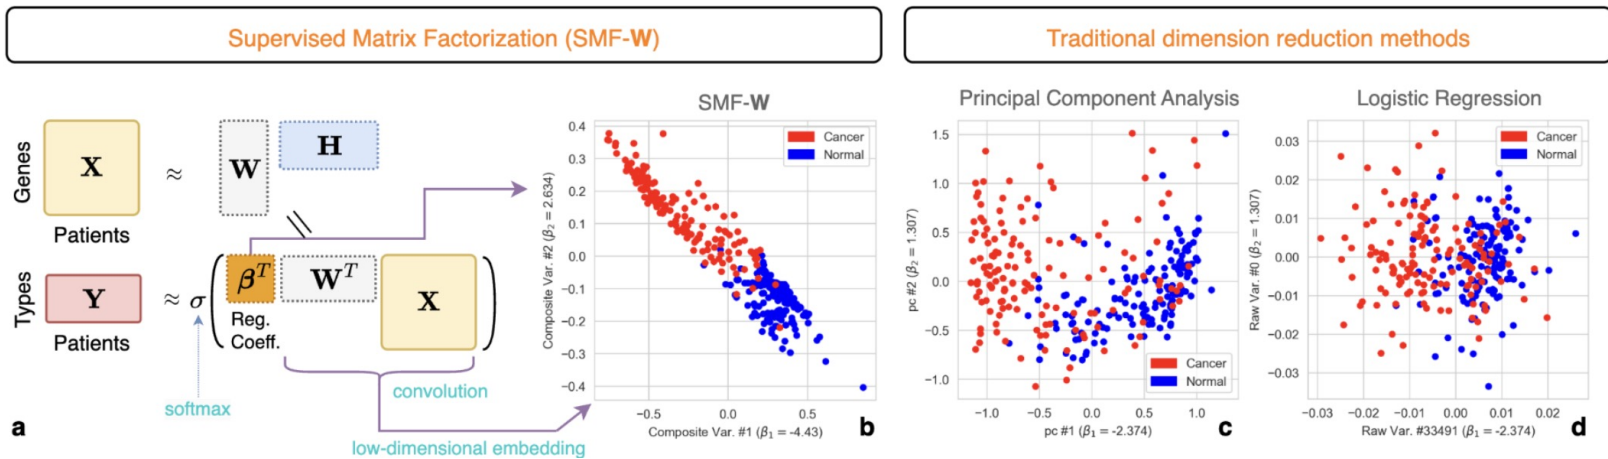 Supervised Matrix Factorization (SMF-W)
Traditional dimension reduction methods
Genes
X
≈
W
H
Patients
Types
Y
≈ σ
β^T
W^T
X
Reg.
Coeff.
Patients
softmax
convolution
low-dimensional embedding
a
SMF-W
Cancer
Normal
Composite Var. #2 (β₂ = 2.634)
0.4
0.3
0.2
0.1
0.0
−0.1
−0.2
−0.3
−0.4
−0.5
0.0
0.5
Composite Var. #1 (β₁ = -4.43)
b
Principal Component Analysis
pc #2 (β₂ = 1.307)
1.5
1.0
0.5
0.0
−0.5
−1.0
Cancer
Normal
−1.0
−0.5
0.0
0.5
1.0
pc #1 (β₁ = -2.374)
c
Logistic Regression
Cancer
Normal
Raw Var. #0 (β₂ = 1.307)
0.03
0.02
0.01
0.00
−0.01
−0.02
−0.03
−0.03
−0.02
−0.01
0.00
0.01
0.02
Raw Var. #33491 (β₁ = -2.374)
d